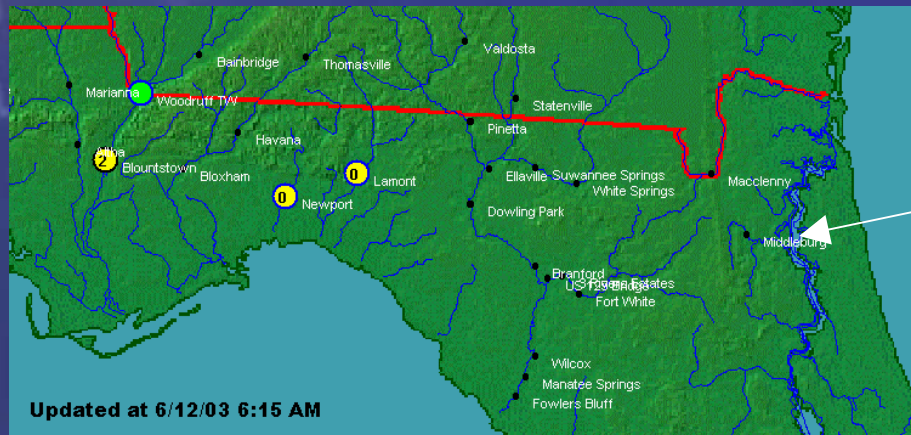 Valdosta
Bainbridge
Thomasville
Marianna
Woodruff TW
Statenville
Pinetta
Havana
2
Blountstown
Bloxham
0
Lamont
Ellaville
Suwannee Springs
White Springs
Macclenny
0
Newport
Dowling Park
Middleburg
Branford
Fort White
Wilcox
Manatee Springs
Fowlers Bluff
Updated at 6/12/03 6:15 AM